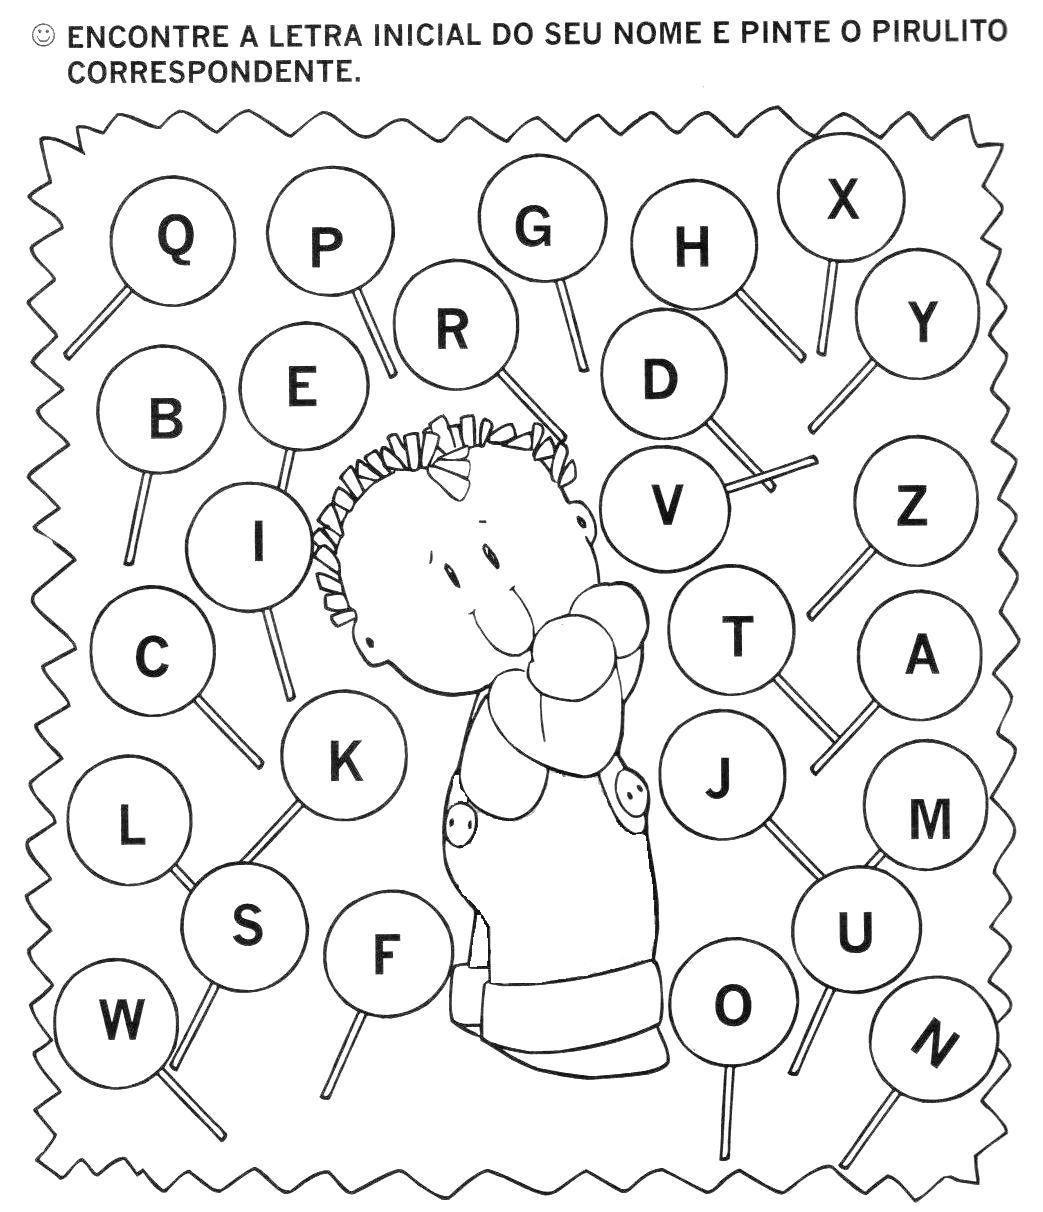 ENCONTRE A LETRA INICIAL DO SEU NOME E PINTE O PIRULITO
CORRESPONDENTE.
Q
P
G
H
X
R
Y
B
E
D
I
V
Z
C
T
A
K
J
L
M
S
F
U
W
O
N